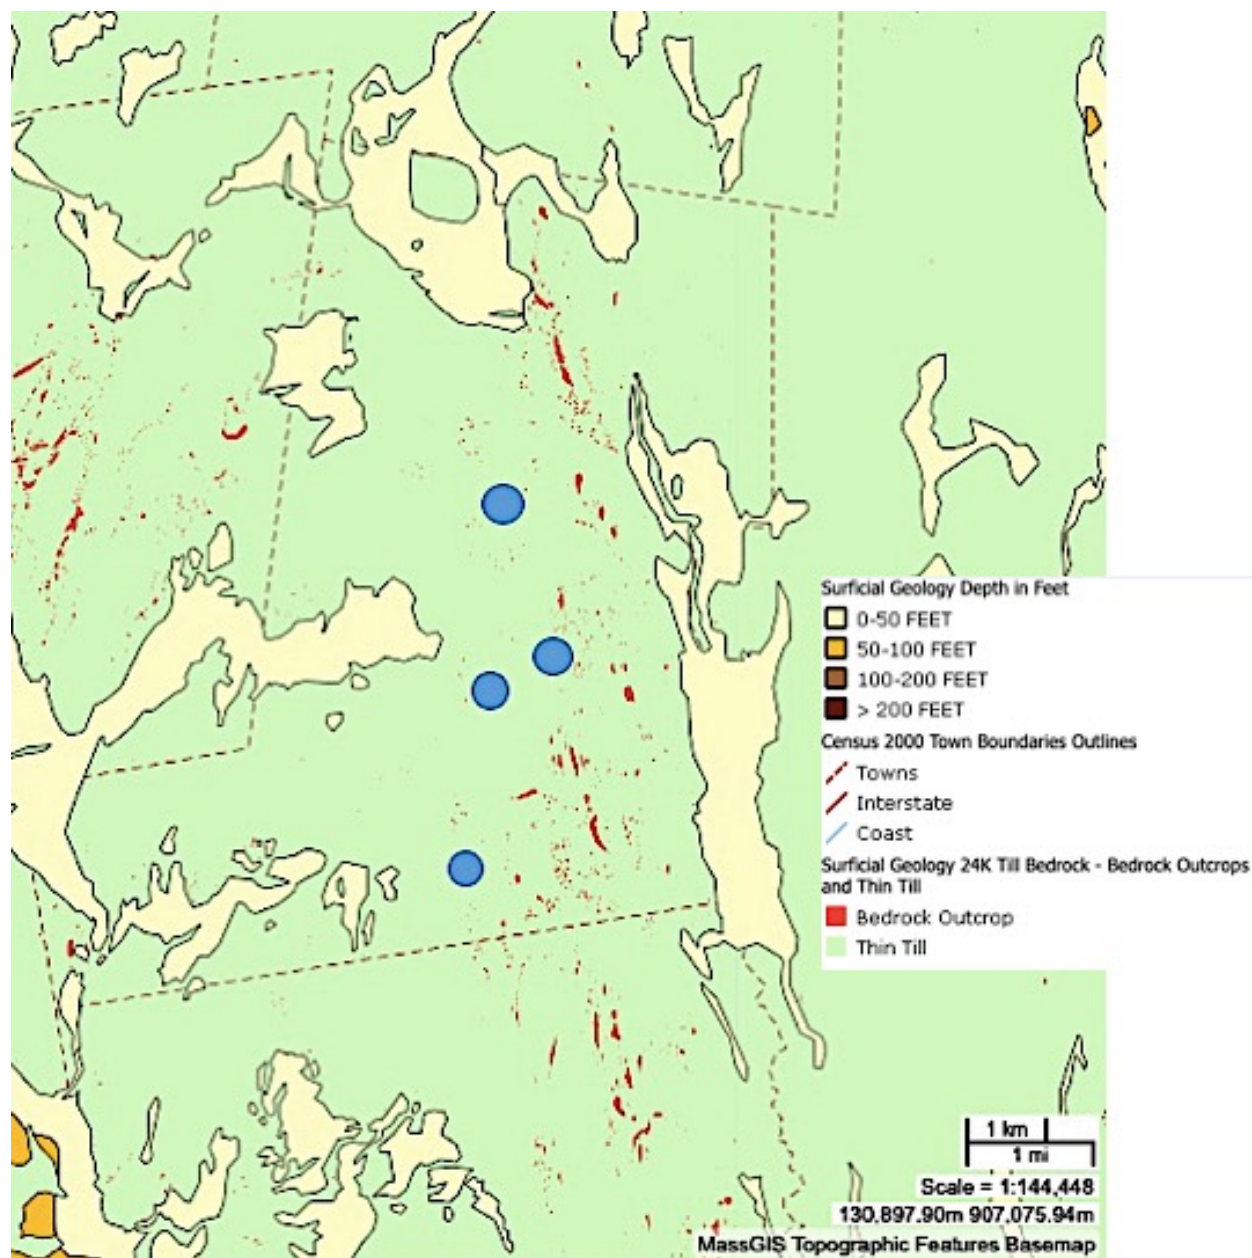 Surficial Geology Depth in Feet
0-50 FEET
50-100 FEET
100-200 FEET
> 200 FEET
Census 2000 Town Boundaries Outlines
Towns
Interstate
Coast
Surficial Geology 24K Till Bedrock - Bedrock Outcrops
and Thin Till
Bedrock Outcrop
Thin Till
1 km
1 mi
Scale = 1:144,448
130,897.90m 907,075.94m
MassGIS Topographic Features Basemap